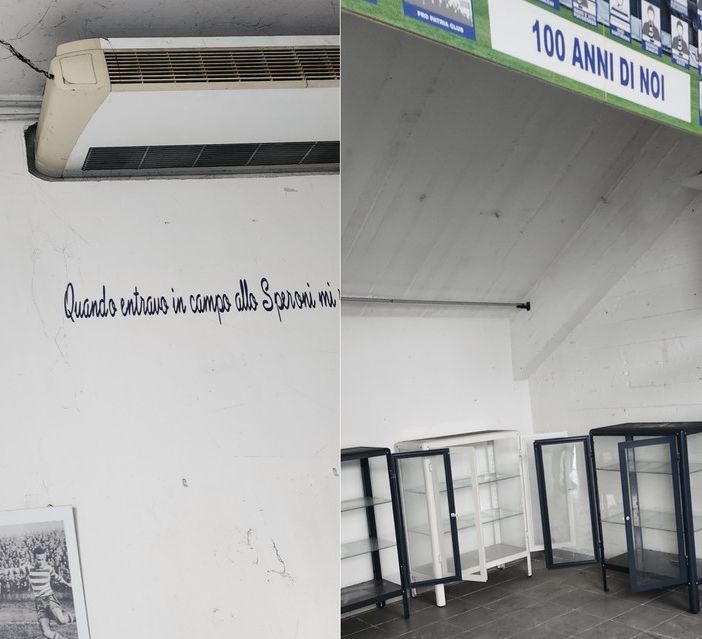 Quando entravo in campo allo Speroni mi
PRO PATRIA CLUB
100 ANNI DI NOI